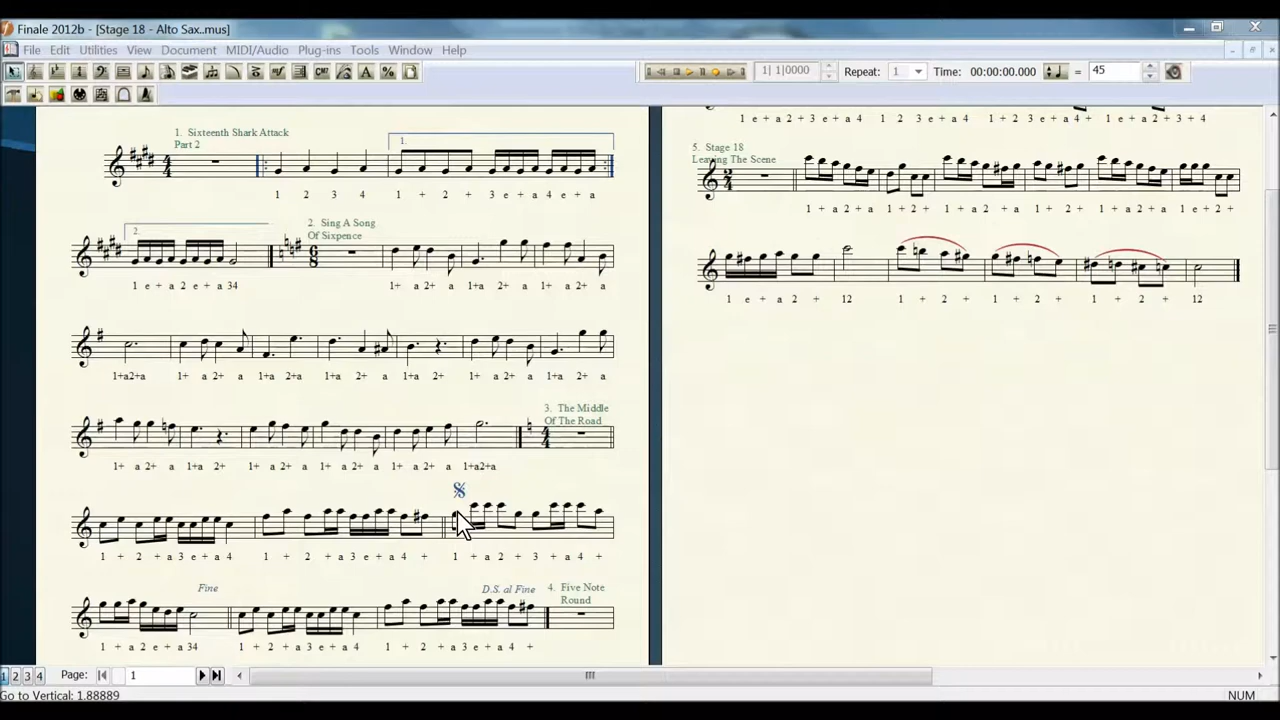 Finale 2012b - [Stage 18 - Alto Sax..mus]
File Edit Utilities View Document MIDI/Audio Plug-ins Tools Window Help
1| 1|0000 Repeat: 1 Time: 00:00:00.000 = 45
1. Sixteenth Shark Attack
Part 2
1.
1 2 3 4 1 + 2 + 3 e + a 4 e + a
2.
2. Sing A Song
Of Sixpence
1 e + a 2 e + a 34 1+ a 2+ a 1+a 2+ a 1+ a 2+ a
1+a2+a 1+ a 2+ a 1+a 2+a 1+a 2+ a 1+a 2+ 1+ a 2+ a 1+a 2+ a
3. The Middle
Of The Road
1+ a 2+ a 1+a 2+ 1+ a 2+ a 1+ a 2+ a 1+ a 2+ a 1+a2+a
1 + 2 + a 3 e + a 4 1 + 2 + a 3 e + a 4 + 1 + a 2 + 3 + a 4 +
Fine D.S. al Fine 4. Five Note
Round
1 + a 2 e + a 34 1 + 2 + a 3 e + a 4 1 + 2 + a 3 e + a 4 +
1 e + a 2 + 3 e + a 4 1 2 3 e + a 4 1 e + a 2 + 3 + 4
5. Stage 18
Leaving The Scene
1 + a 2 + a 1 + 2 + 1 + a 2 + a 1 + 2 + 1 + a 2 + a 1 e + 2 +
1 e + a 2 + 12 1 + 2 + 1 + 2 + 1 + 2 + 12
1 2 3 4 Page: 1
Go to Vertical: 1.88889 NUM